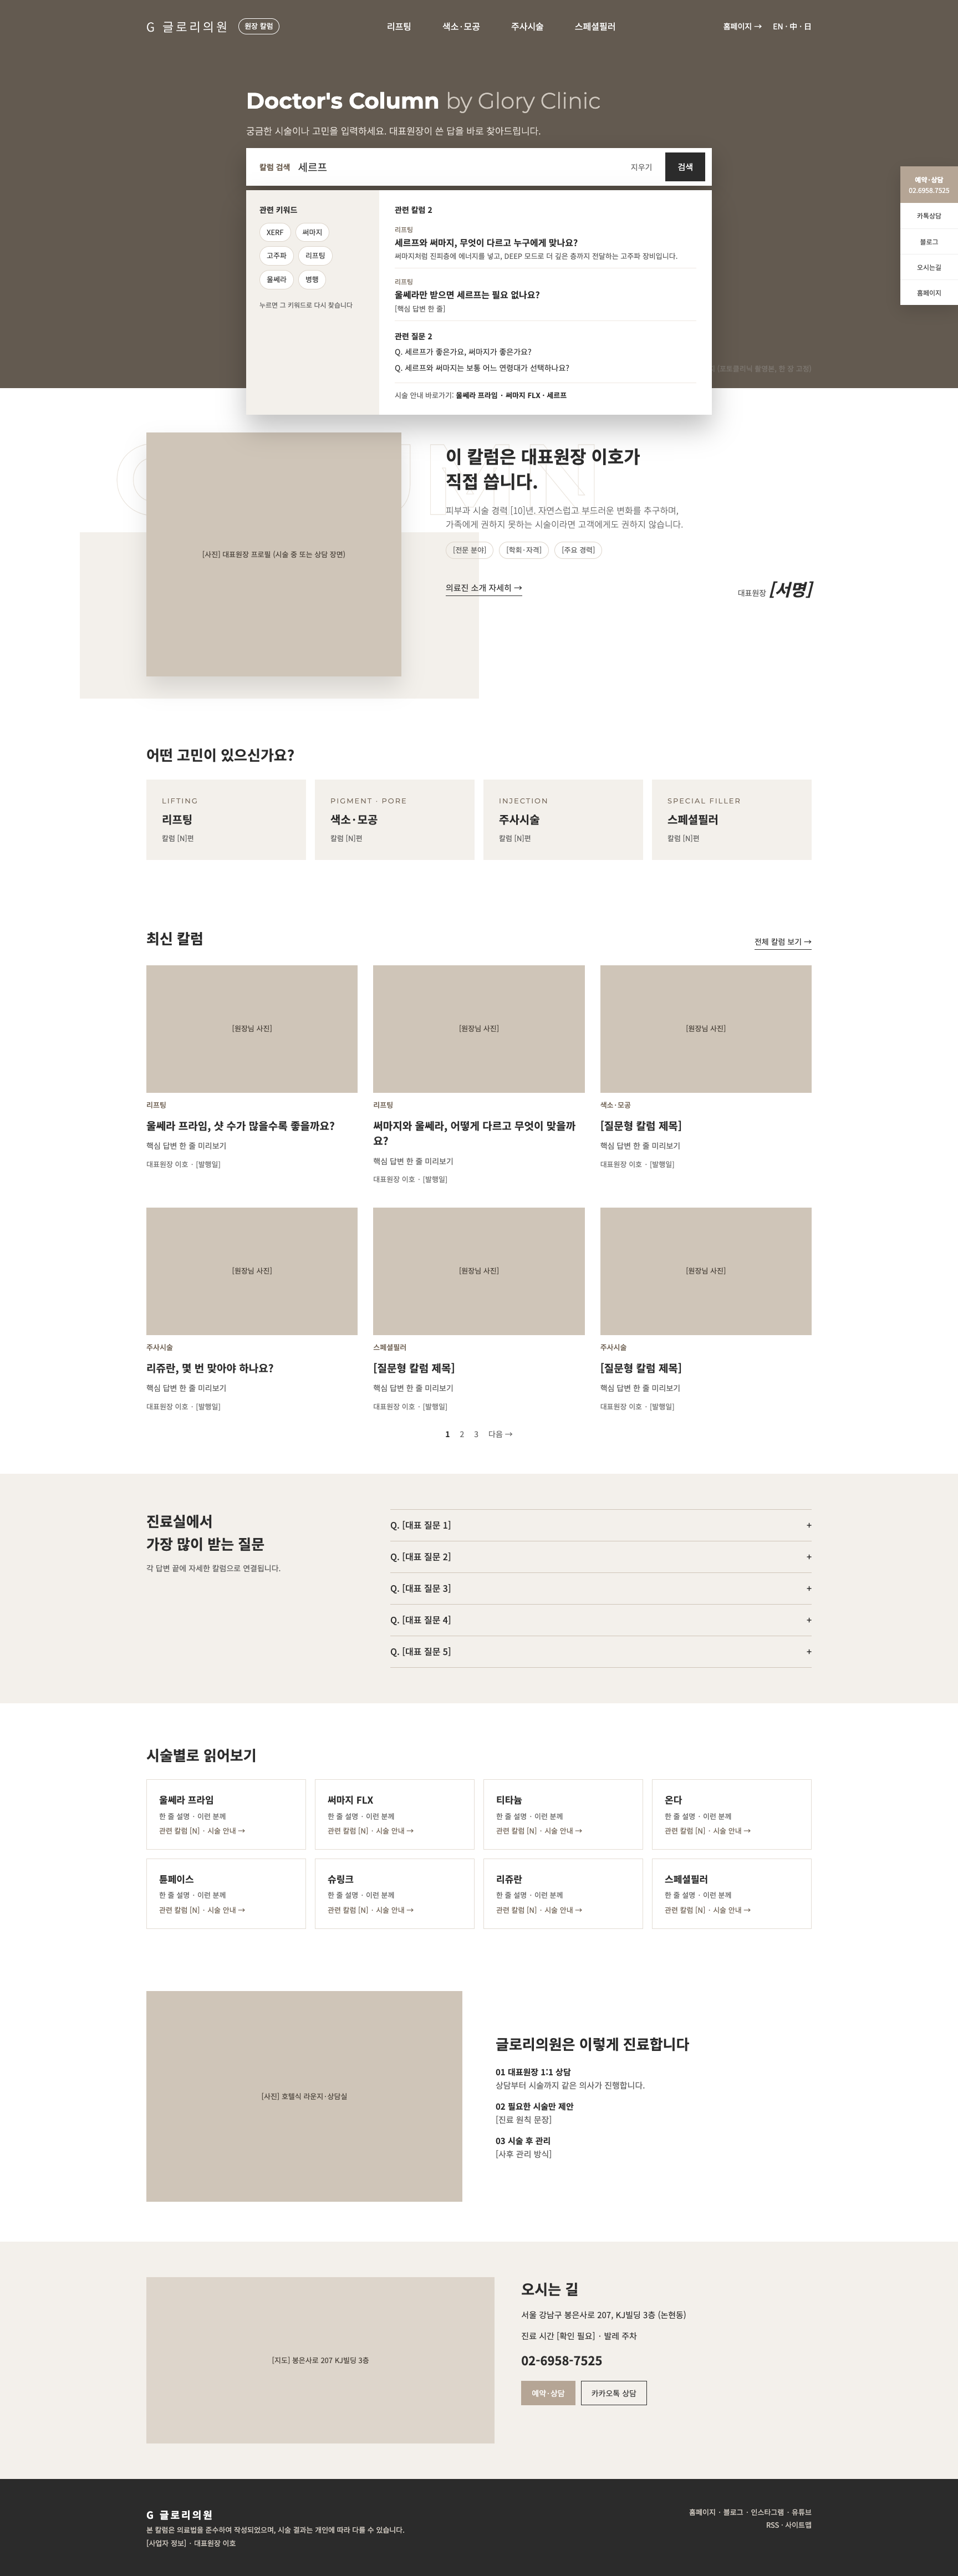 G 글로리의원
원장 칼럼
리프팅
색소·모공
주사시술
스페셜필러
홈페이지 →
EN · 中 · 日
Doctor's Column by Glory Clinic
궁금한 시술이나 고민을 입력하세요. 대표원장이 쓴 답을 바로 찾아드립니다.
칼럼 검색
세르프
지우기
검색
예약·상담
02.6958.7525
카톡상담
블로그
오시는길
홈페이지
관련 키워드
XERF
써마지
고주파
리프팅
울쎄라
병행
누르면 그 키워드로 다시 찾습니다
관련 칼럼 2
리프팅
세르프와 써마지, 무엇이 다르고 누구에게 맞나요?
써마지처럼 진피층에 에너지를 넣고, DEEP 모드로 더 깊은 층까지 전달하는 고주파 장비입니다.
리프팅
울쎄라만 받으면 세르프는 필요 없나요?
[핵심 답변 한 줄]
관련 질문 2
Q. 세르프가 좋은가요, 써마지가 좋은가요?
Q. 세르프와 써마지는 보통 어느 연령대가 선택하나요?
시술 안내 바로가기: 울쎄라 프라임 · 써마지 FLX · 세르프
[사진] 대표원장 프로필 (시술 중 또는 상담 장면)
이 칼럼은 대표원장 이호가
직접 씁니다.
피부과 시술 경력 [10]년. 자연스럽고 부드러운 변화를 추구하며,
가족에게 권하지 못하는 시술이라면 고객에게도 권하지 않습니다.
[전문 분야]
[학회·자격]
[주요 경력]
의료진 소개 자세히 →
대표원장 [서명]
어떤 고민이 있으신가요?
LIFTING
리프팅
칼럼 [N]편
PIGMENT · PORE
색소·모공
칼럼 [N]편
INJECTION
주사시술
칼럼 [N]편
SPECIAL FILLER
스페셜필러
칼럼 [N]편
최신 칼럼
전체 칼럼 보기 →
[원장님 사진]
리프팅
울쎄라 프라임, 샷 수가 많을수록 좋을까요?
핵심 답변 한 줄 미리보기
대표원장 이호 · [발행일]
[원장님 사진]
리프팅
써마지와 울쎄라, 어떻게 다르고 무엇이 맞을까
요?
핵심 답변 한 줄 미리보기
대표원장 이호 · [발행일]
[원장님 사진]
색소·모공
[질문형 칼럼 제목]
핵심 답변 한 줄 미리보기
대표원장 이호 · [발행일]
[원장님 사진]
주사시술
리쥬란, 몇 번 맞아야 하나요?
핵심 답변 한 줄 미리보기
대표원장 이호 · [발행일]
[원장님 사진]
스페셜필러
[질문형 칼럼 제목]
핵심 답변 한 줄 미리보기
대표원장 이호 · [발행일]
[원장님 사진]
주사시술
[질문형 칼럼 제목]
핵심 답변 한 줄 미리보기
대표원장 이호 · [발행일]
1 2 3 다음 →
진료실에서
가장 많이 받는 질문
각 답변 끝에 자세한 칼럼으로 연결됩니다.
Q. [대표 질문 1] +
Q. [대표 질문 2] +
Q. [대표 질문 3] +
Q. [대표 질문 4] +
Q. [대표 질문 5] +
시술별로 읽어보기
울쎄라 프라임
한 줄 설명 · 이런 분께
관련 칼럼 [N] · 시술 안내 →
써마지 FLX
한 줄 설명 · 이런 분께
관련 칼럼 [N] · 시술 안내 →
티타늄
한 줄 설명 · 이런 분께
관련 칼럼 [N] · 시술 안내 →
온다
한 줄 설명 · 이런 분께
관련 칼럼 [N] · 시술 안내 →
튠페이스
한 줄 설명 · 이런 분께
관련 칼럼 [N] · 시술 안내 →
슈링크
한 줄 설명 · 이런 분께
관련 칼럼 [N] · 시술 안내 →
리쥬란
한 줄 설명 · 이런 분께
관련 칼럼 [N] · 시술 안내 →
스페셜필러
한 줄 설명 · 이런 분께
관련 칼럼 [N] · 시술 안내 →
[사진] 호텔식 라운지·상담실
글로리의원은 이렇게 진료합니다
01 대표원장 1:1 상담
상담부터 시술까지 같은 의사가 진행합니다.
02 필요한 시술만 제안
[진료 원칙 문장]
03 시술 후 관리
[사후 관리 방식]
[지도] 봉은사로 207 KJ빌딩 3층
오시는 길
서울 강남구 봉은사로 207, KJ빌딩 3층 (논현동)
진료 시간 [확인 필요] · 발레 주차
02-6958-7525
예약·상담
카카오톡 상담
G 글로리의원
본 칼럼은 의료법을 준수하여 작성되었으며, 시술 결과는 개인에 따라 다를 수 있습니다.
[사업자 정보] · 대표원장 이호
홈페이지 · 블로그 · 인스타그램 · 유튜브
RSS · 사이트맵